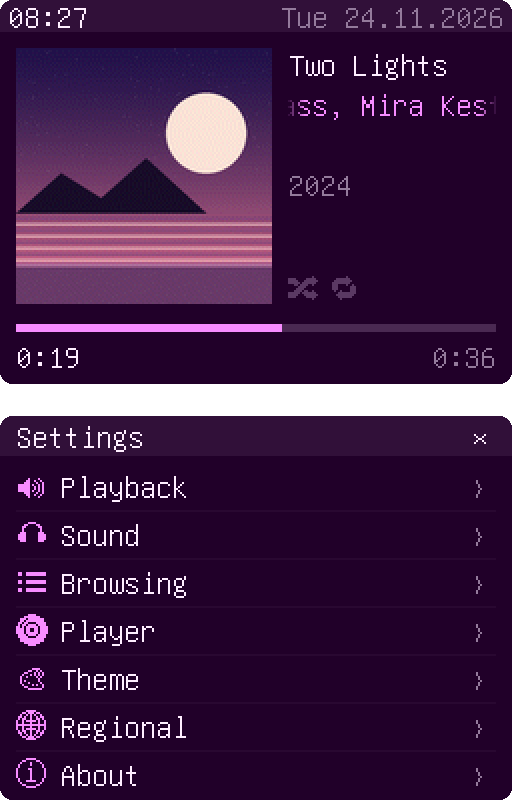 08:27 Tue 24.11.2026
Two Lights
ss, Mira Kes
2024
0:19 0:36
Settings ×
Playback
Sound
Browsing
Player
Theme
Regional
About